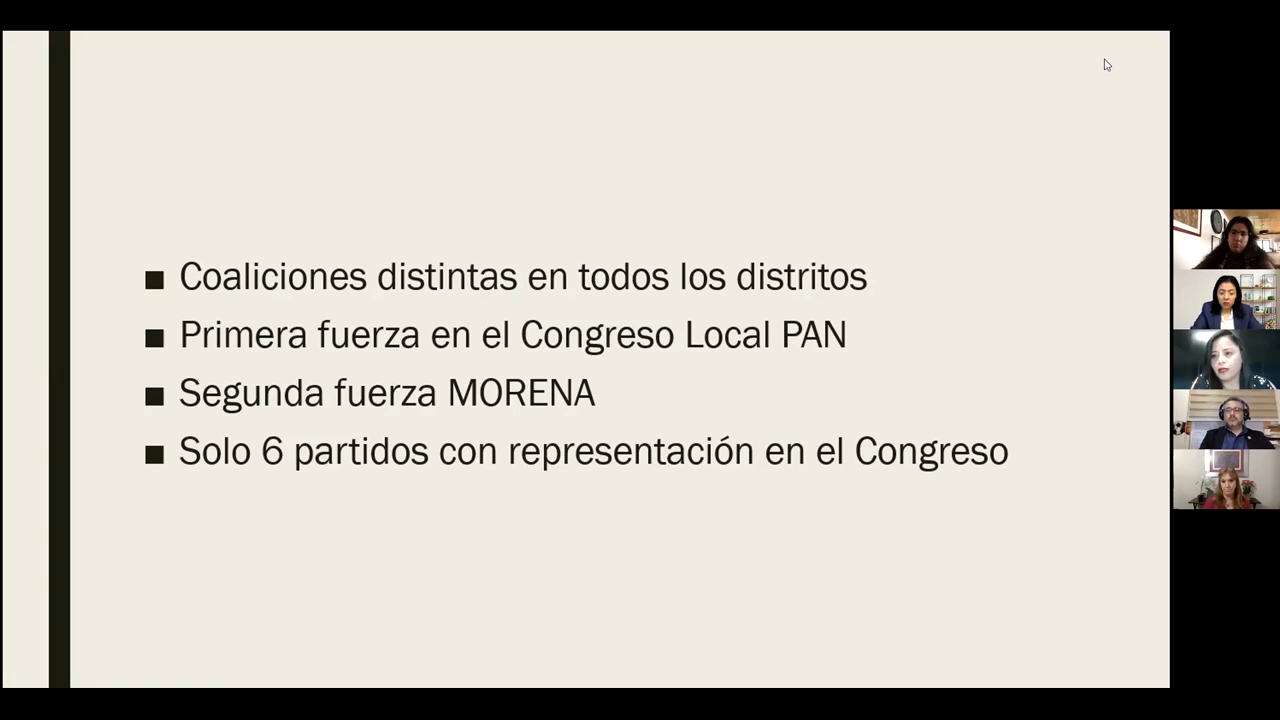 ■ Coaliciones distintas en todos los distritos
■ Primera fuerza en el Congreso Local PAN
■ Segunda fuerza MORENA
■ Solo 6 partidos con representación en el Congreso